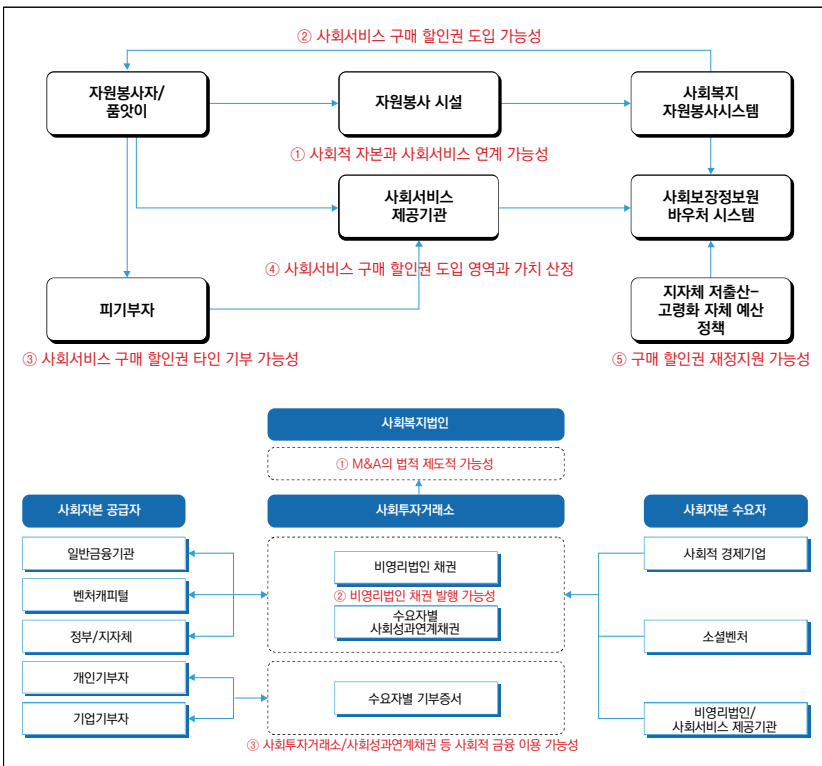 ② 사회서비스 구매 할인권 도입 가능성
자원봉사자/
품앗이
자원봉사 시설
사회복지
자원봉사시스템
① 사회적 자본과 사회서비스 연계 가능성
사회서비스
제공기관
사회보장정보원
바우처 시스템
④ 사회서비스 구매 할인권 도입 영역과 가치 산정
피기부자
지자체 저출산-
고령화 자체 예산
정책
③ 사회서비스 구매 할인권 타인 기부 가능성
⑤ 구매 할인권 재정지원 가능성
사회복지법인
① M&A의 법적 제도적 가능성
사회자본 공급자
사회투자거래소
사회자본 수요자
일반금융기관
벤처캐피털
정부/지자체
개인기부자
기업기부자
비영리법인 채권
② 비영리법인 채권 발행 가능성
수요자별
사회성과연계채권
수요자별 기부증서
사회적 경제기업
소셜벤처
비영리법인/
사회서비스 제공기관
③ 사회투자거래소/사회성과연계채권 등 사회적 금융 이용 가능성